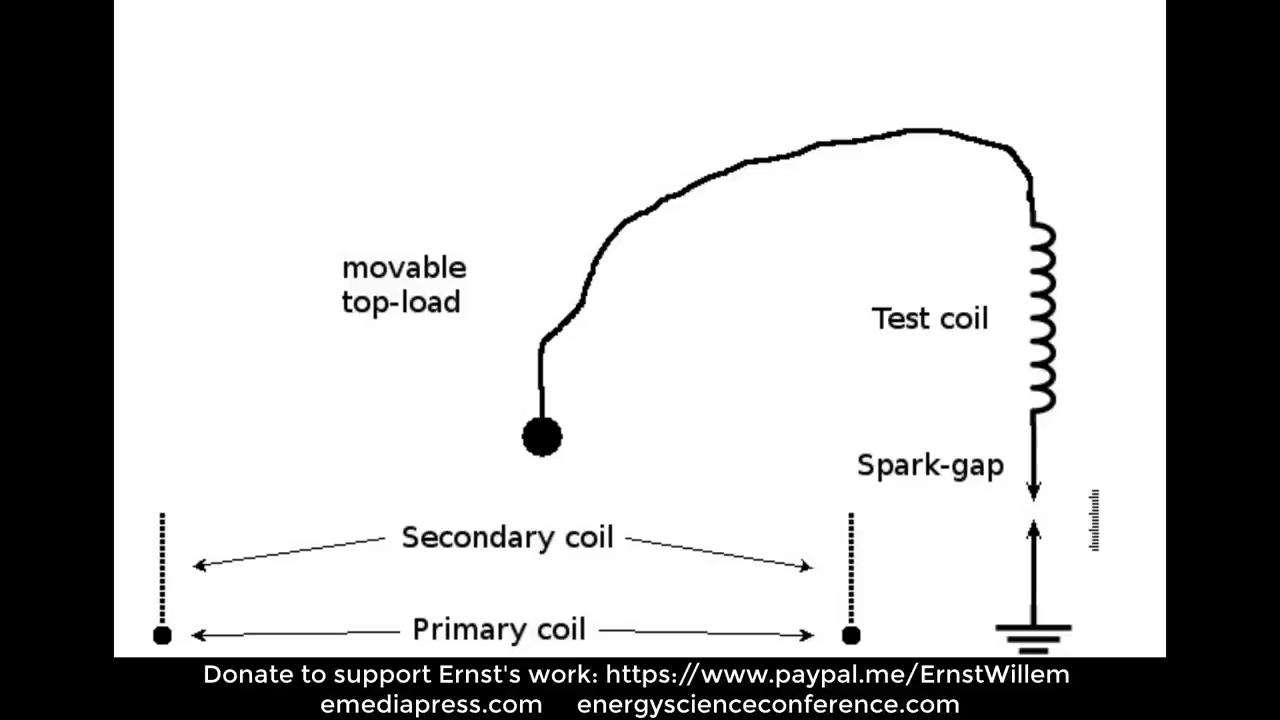 movable
top-load
Test coil
Spark-gap
Secondary coil
Primary coil
Donate to support Ernst's work: https://www.paypal.me/ErnstWillem
emediapress.com energyscienceconference.com